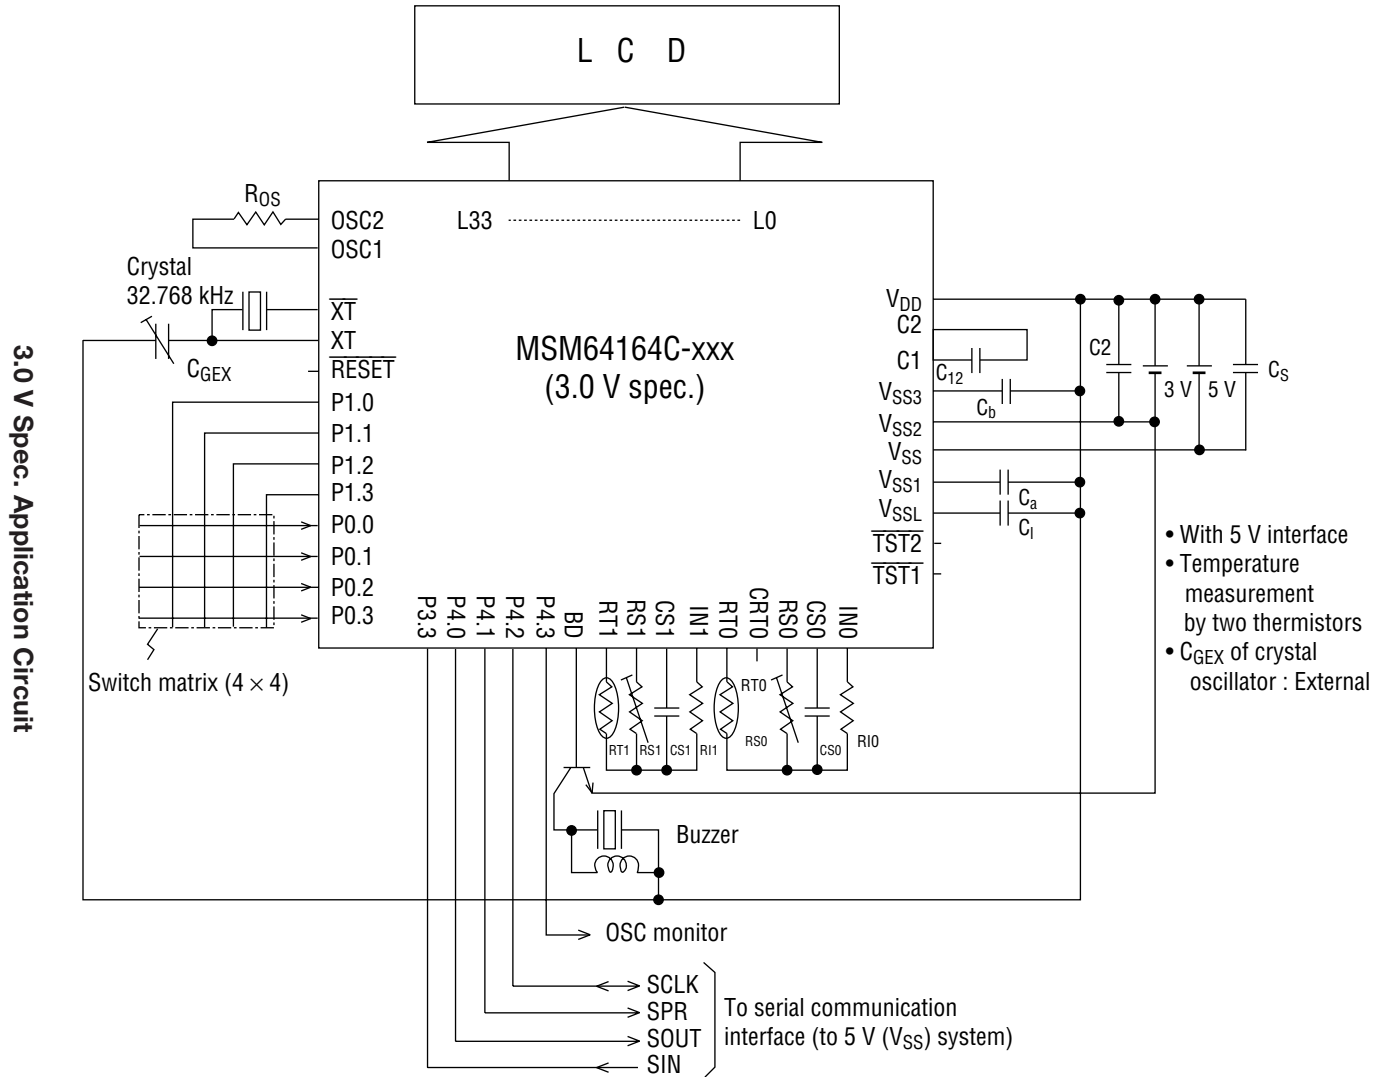 L C D
L33 L0
ROS
OSC2
OSC1
Crystal
32.768 kHz
XT
XT
CGEX
RESET
MSM64164C-xxx
(3.0 V spec.)
P1.0
P1.1
P1.2
P1.3
P0.0
P0.1
P0.2
P0.3
Switch matrix (4 × 4)
3.0 V Spec. Application Circuit
VDD
C2
C1
C12
VSS3
Cb
VSS2
VSS
VSS1
Ca
VSSL
Cl
TST2
TST1
C2
3 V
5 V
CS
• With 5 V interface
• Temperature
measurement
by two thermistors
• CGEX of crystal
oscillator : External
P3.3
P4.0
P4.1
P4.2
P4.3
BD
RT1
RS1
CS1
IN1
RT0
CRT0
RS0
CS0
IN0
RT1
RS1
CS1
RI1
RT0
RS0
CS0
RI0
Buzzer
OSC monitor
SCLK
SPR
SOUT
SIN
To serial communication
interface (to 5 V (VSS) system)